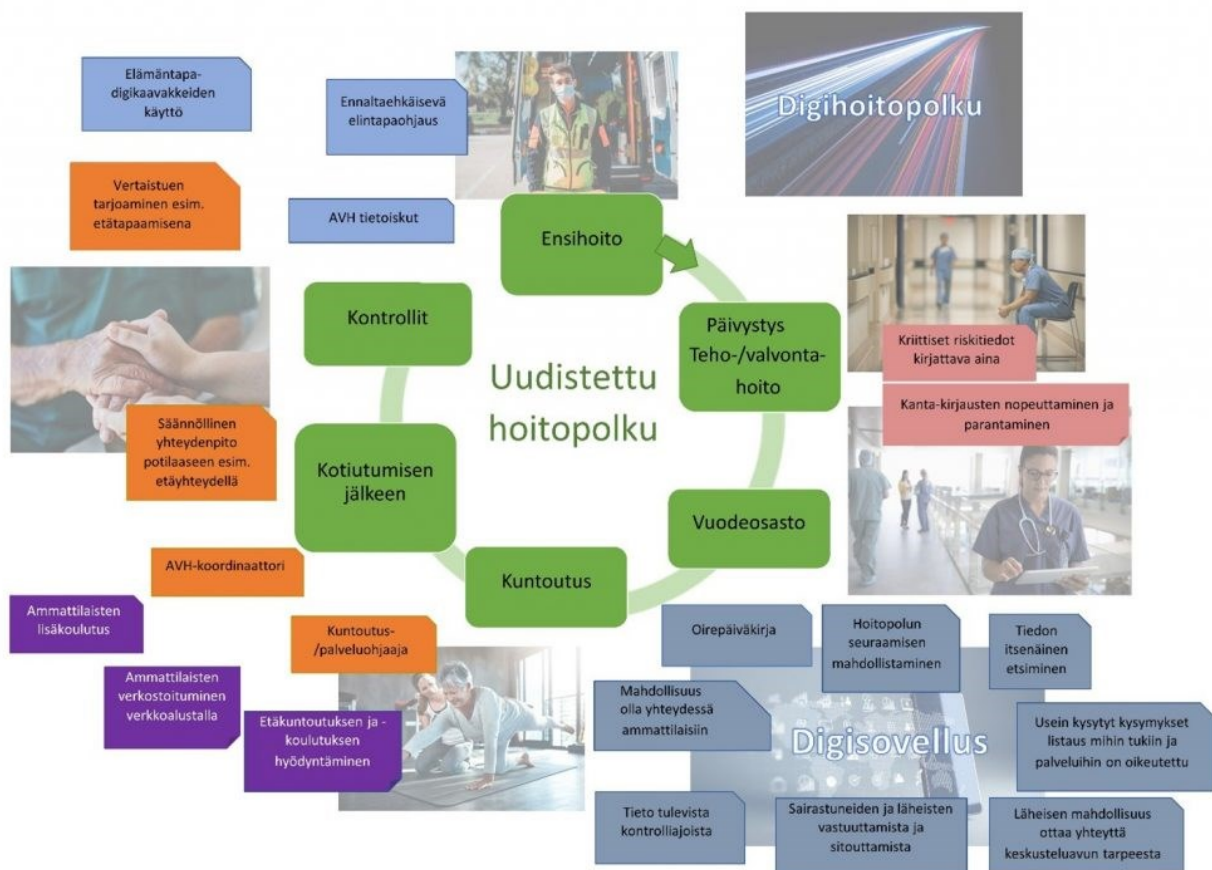 Elämäntapa-
digikaavakkeiden
käyttö
Ennaltaehkäisevä
elintapaohjaus
Digihoitopolku
Vertaistuen
tarjoaminen esim.
etätapaamisena
AVH tietoiskut
Ensihoito
Kontrollit
Päivystys
Teho-/valvonta-
hoito
Kriittiset riskitiedot
kirjattava aina
Uudistettu
hoitopolku
Kanta-kirjausten nopeuttaminen ja
parantaminen
Säännöllinen
yhteydenpito
potilaaseen esim.
etäyhteydellä
Kotiutumisen
jälkeen
Vuodeosasto
AVH-koordinaattori
Kuntoutus
Ammattilaisten
lisäkoulutus
Kuntoutus-
/palveluohjaaja
Oirepäiväkirja
Hoitopolun
seuraamisen
mahdollistaminen
Tiedon
itsenäinen
etsiminen
Ammattilaisten
verkostoituminen
verkkoalustalla
Etäkuntoutuksen ja -
koulutuksen
hyödyntäminen
Mahdollisuus
olla yhteydessä
ammattilaisiin
Digisovellus
Usein kysytyt kysymykset
listaus mihin tukiin ja
palveluihin on oikeutettu
Tieto tulevista
kontrolliajoista
Sairastuneiden ja läheisten
vastuuttamista ja
sitouttamista
Läheisen mahdollisuus
ottaa yhteyttä
keskusteluavun tarpeesta